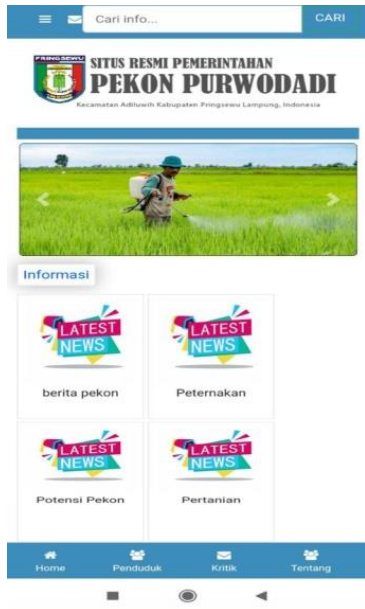 Cari info...
CARI
PRINGSEWU
SITUS RESMI PEMERINTAHAN
PEKON PURWODADI
Kecamatan Adiluwih Kabupaten Pringsewu Lampung, Indonesia
Informasi
LATEST
NEWS
LATEST
NEWS
berita pekon
Peternakan
LATEST
NEWS
LATEST
NEWS
Potensi Pekon
Pertanian
Home
Penduduk
Kritik
Tentang